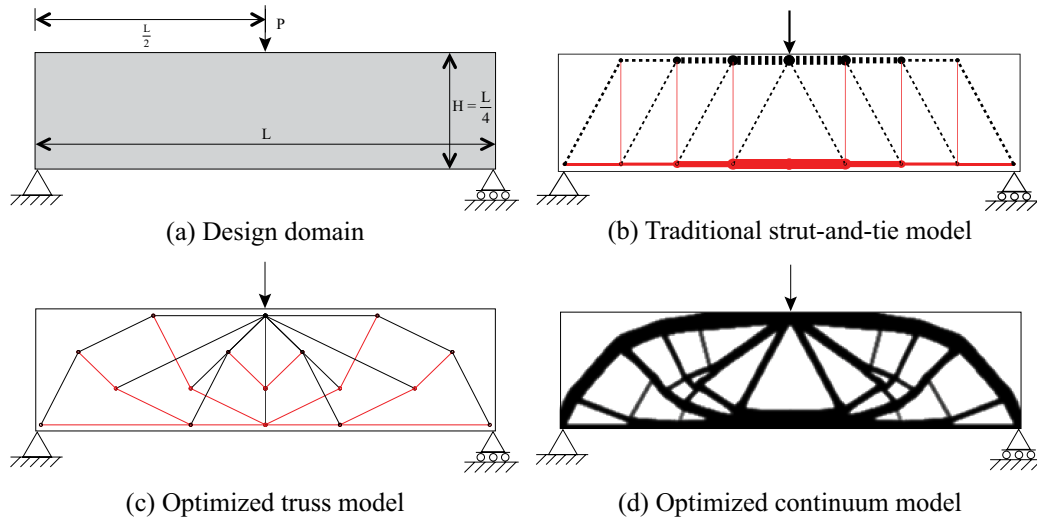 P
L
2
H = L
4
L
(a) Design domain
(b) Traditional strut-and-tie model
(c) Optimized truss model
(d) Optimized continuum model